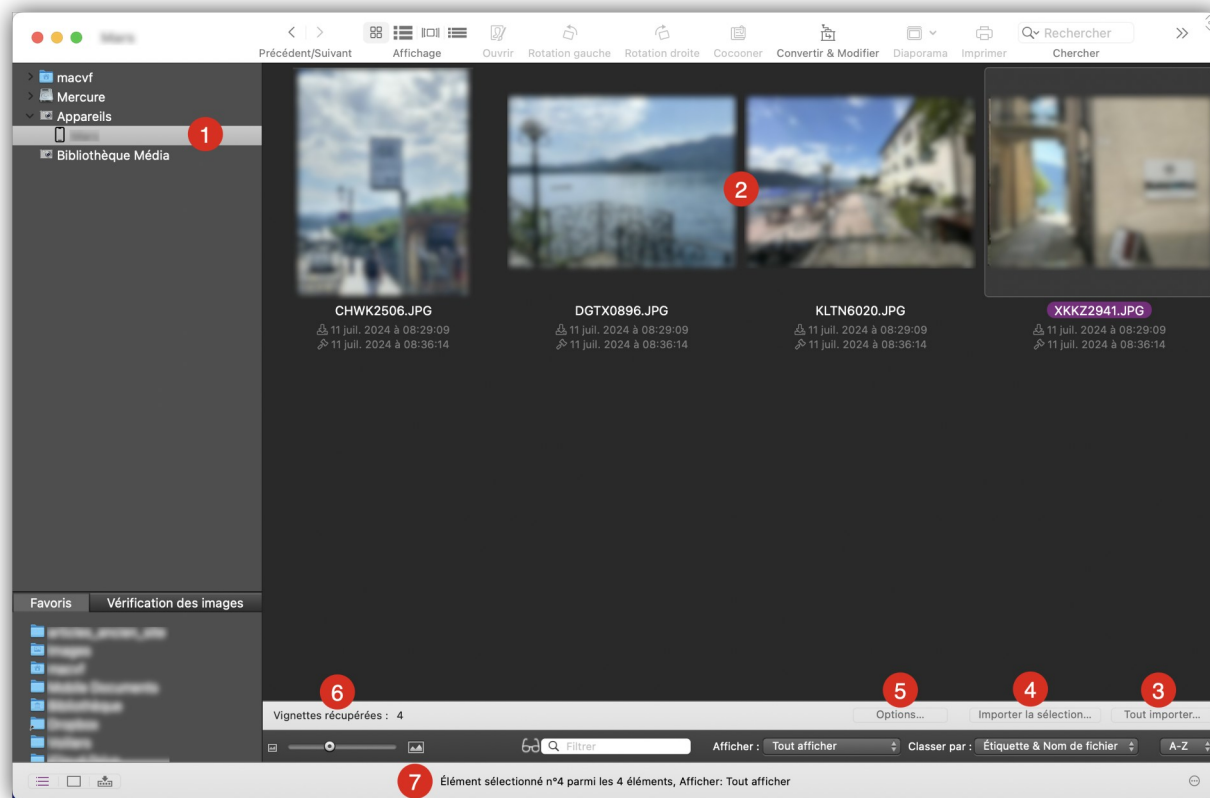 Précédent/Suivant
Affichage
Ouvrir
Rotation gauche
Rotation droite
Cocooner
Convertir & Modifier
Diaporama
Imprimer
Rechercher
Chercher
macvf
Mercure
Appareils
1
Bibliothèque Média
2
CHWK2506.JPG
11 juil. 2024 à 08:29:09
11 juil. 2024 à 08:36:14
DGTX0896.JPG
11 juil. 2024 à 08:29:09
11 juil. 2024 à 08:36:14
KLTN6020.JPG
11 juil. 2024 à 08:29:09
11 juil. 2024 à 08:36:14
XKKZ2941.JPG
11 juil. 2024 à 08:29:09
11 juil. 2024 à 08:36:14
Favoris
Vérification des images
6
5
4
3
Vignettes récupérées : 4
Options...
Importer la sélection...
Tout importer...
Filtrer
Afficher : Tout afficher
Classer par : Étiquette & Nom de fichier
A-Z
7
Élément sélectionné n°4 parmi les 4 éléments, Afficher: Tout afficher